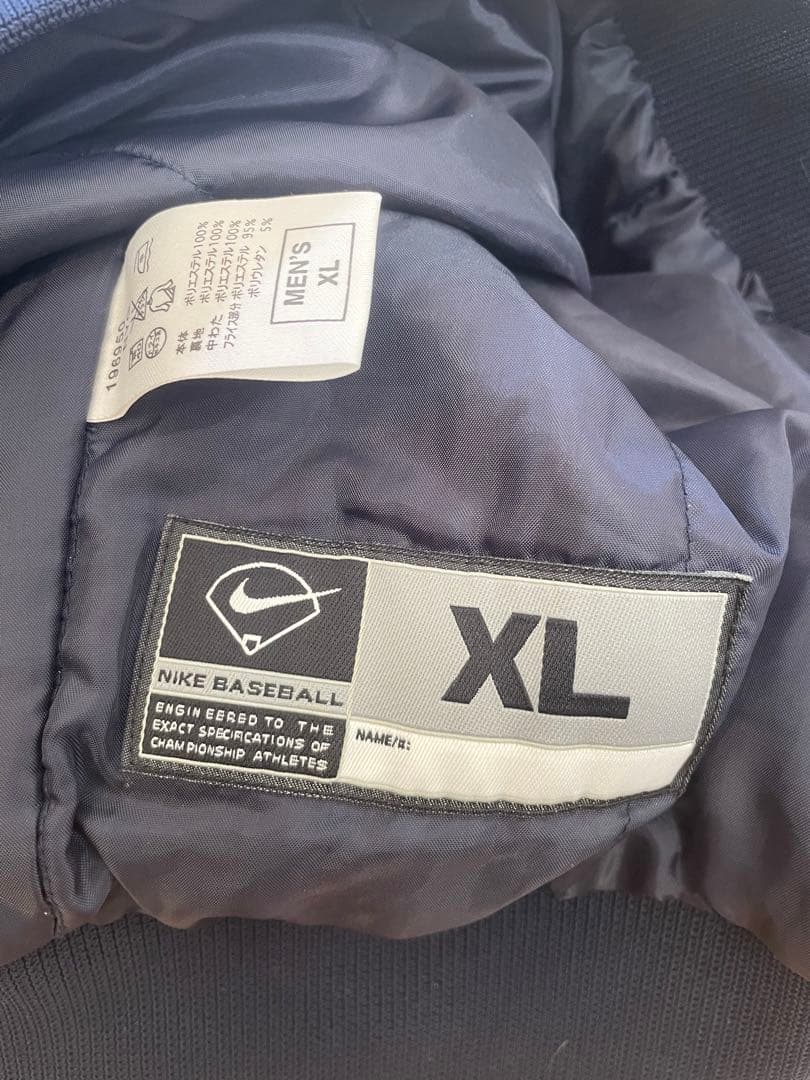 MEN'S
XL
本体 ポリエステル100%
裏地 ポリエステル100%
中わた ポリエステル100%
フライス部分 ポリエステル 95%
ポリウレタン 5%
196950
NIKE BASEBALL
ENGINEERED TO THE
EXACT SPECIFICATIONS OF
CHAMPIONSHIP ATHLETES
XL
NAME/#: